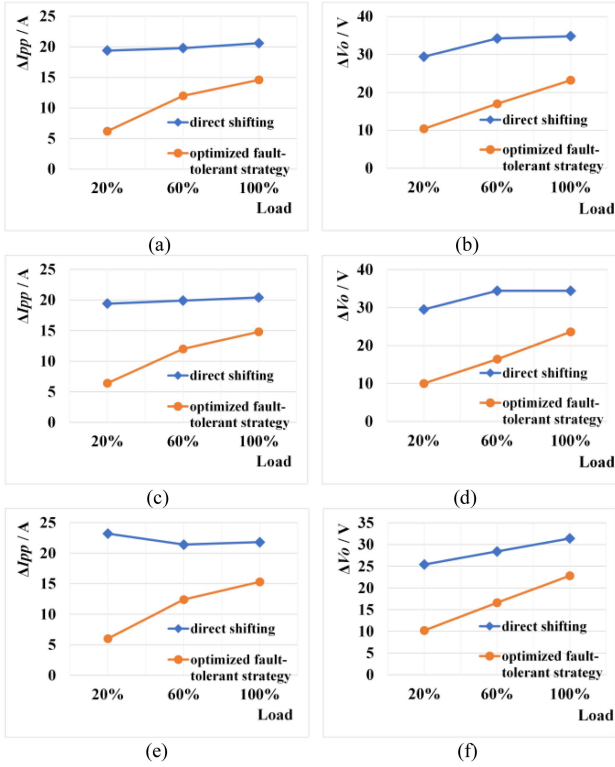 ΔIpp / A
25
20
15
10
5
0
direct shifting
optimized fault-
tolerant strategy
20% 60% 100%
Load
(a)
ΔVo / V
40
30
20
10
0
direct shifting
optimized fault-
tolerant strategy
20% 60% 100%
Load
(b)
ΔIpp / A
25
20
15
10
5
0
direct shifting
optimized fault-
tolerant strategy
20% 60% 100%
Load
(c)
ΔVo / V
40
30
20
10
0
direct shifting
optimized fault-
tolerant strategy
20% 60% 100%
Load
(d)
ΔIpp / A
25
20
15
10
5
0
direct shifting
optimized fault-
tolerant strategy
20% 60% 100%
Load
(e)
ΔVo / V
35
30
25
20
15
10
5
0
direct shifting
optimized fault-
tolerant strategy
20% 60% 100%
Load
(f)